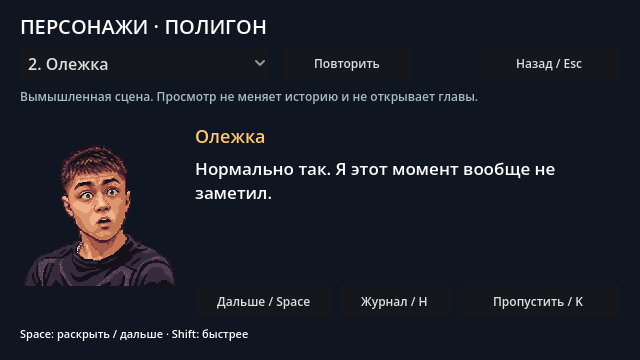 ПЕРСОНАЖИ · ПОЛИГОН
2. Олежка
Повторить
Назад / Esc
Вымышленная сцена. Просмотр не меняет историю и не открывает главы.
Олежка
Нормально так. Я этот момент вообще не
заметил.
Дальше / Space
Журнал / H
Пропустить / K
Space: раскрыть / дальше · Shift: быстрее